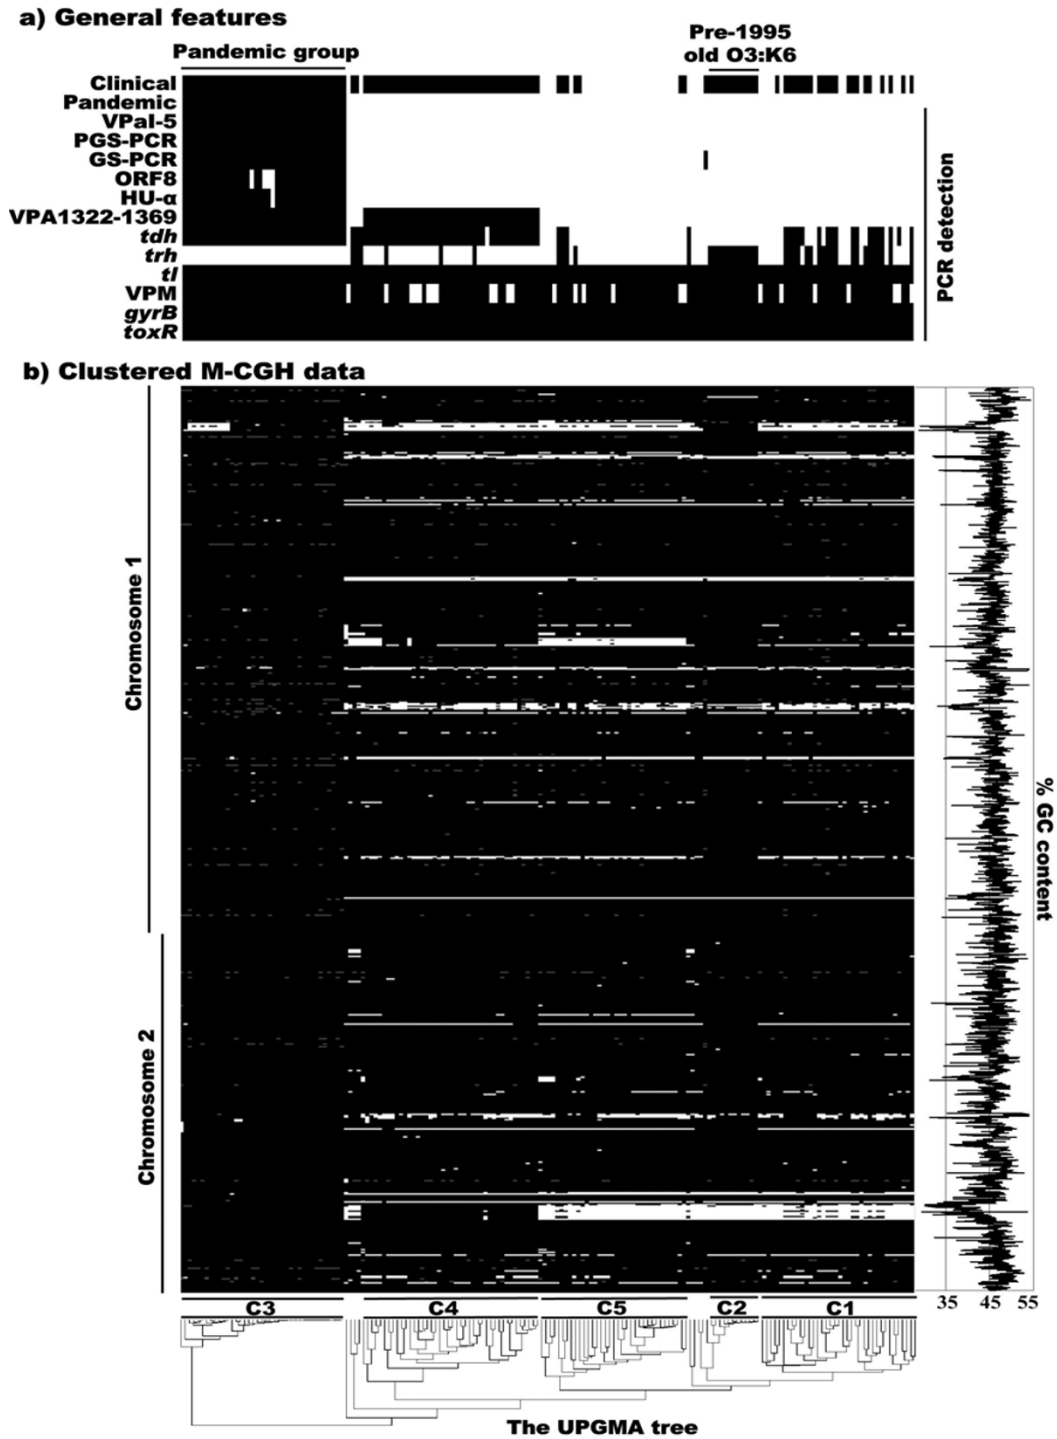 a) General features
Pre-1995
old O3:K6
Pandemic group
Clinical
Pandemic
VPaI-5
PGS-PCR
GS-PCR
ORF8
HU-α
VPA1322-1369
tdh
trh
tl
VPM
gyrB
toxR
PCR detection
b) Clustered M-CGH data
Chromosome 1
Chromosome 2
% GC content
C3 C4 C5 C2 C1 35 45 55
The UPGMA tree